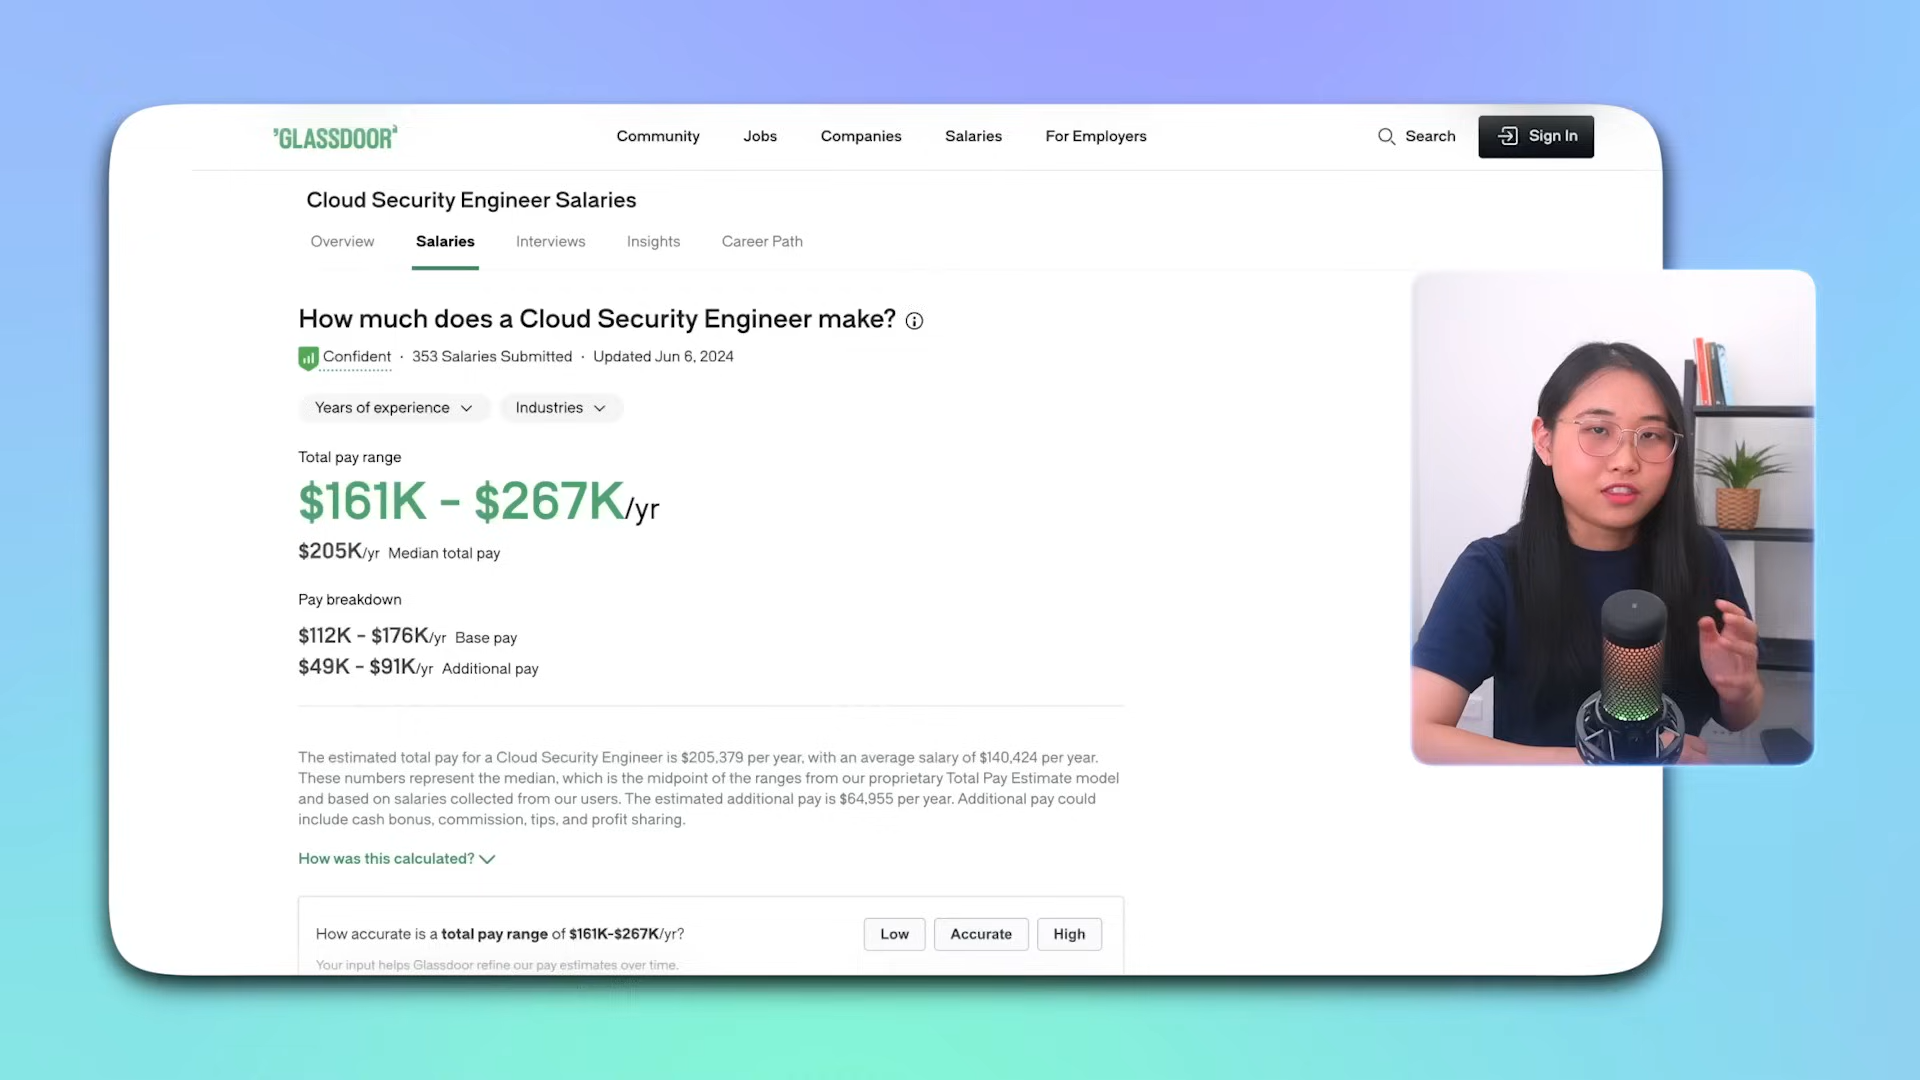 GLASSDOOR
Community Jobs Companies Salaries For Employers Search Sign In
Cloud Security Engineer Salaries
Overview Salaries Interviews Insights Career Path
How much does a Cloud Security Engineer make?
Confident · 353 Salaries Submitted · Updated Jun 6, 2024
Years of experience Industries
Total pay range
$161K - $267K/yr
$205K/yr Median total pay
Pay breakdown
$112K - $176K/yr Base pay
$49K - $91K/yr Additional pay
The estimated total pay for a Cloud Security Engineer is $205,379 per year, with an average salary of $140,424 per year.
These numbers represent the median, which is the midpoint of the ranges from our proprietary Total Pay Estimate model
and based on salaries collected from our users. The estimated additional pay is $64,955 per year. Additional pay could
include cash bonus, commission, tips, and profit sharing.
How was this calculated?
How accurate is a total pay range of $161K-$267K/yr? Low Accurate High
Your input helps Glassdoor refine our pay estimates over time.